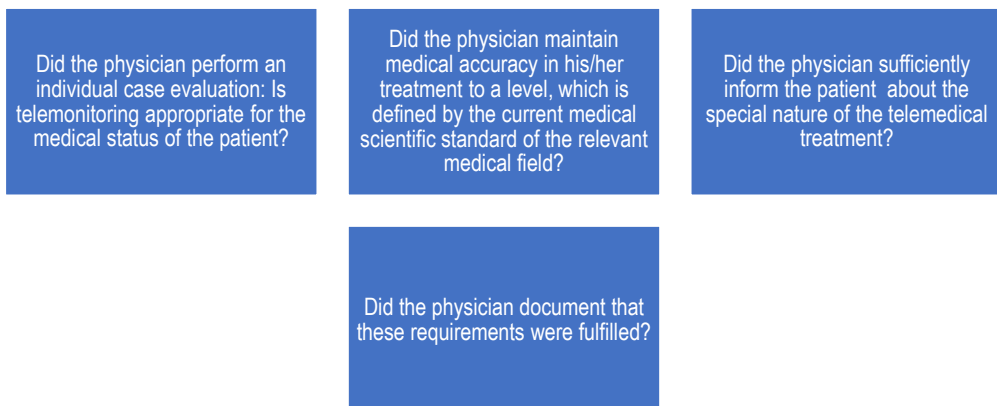 Did the physician perform an
individual case evaluation: Is
telemonitoring appropriate for the
medical status of the patient?
Did the physician maintain
medical accuracy in his/her
treatment to a level, which is
defined by the current medical
scientific standard of the relevant
medical field?
Did the physician sufficiently
inform the patient about the
special nature of the telemedical
treatment?
Did the physician document that
these requirements were fulfilled?